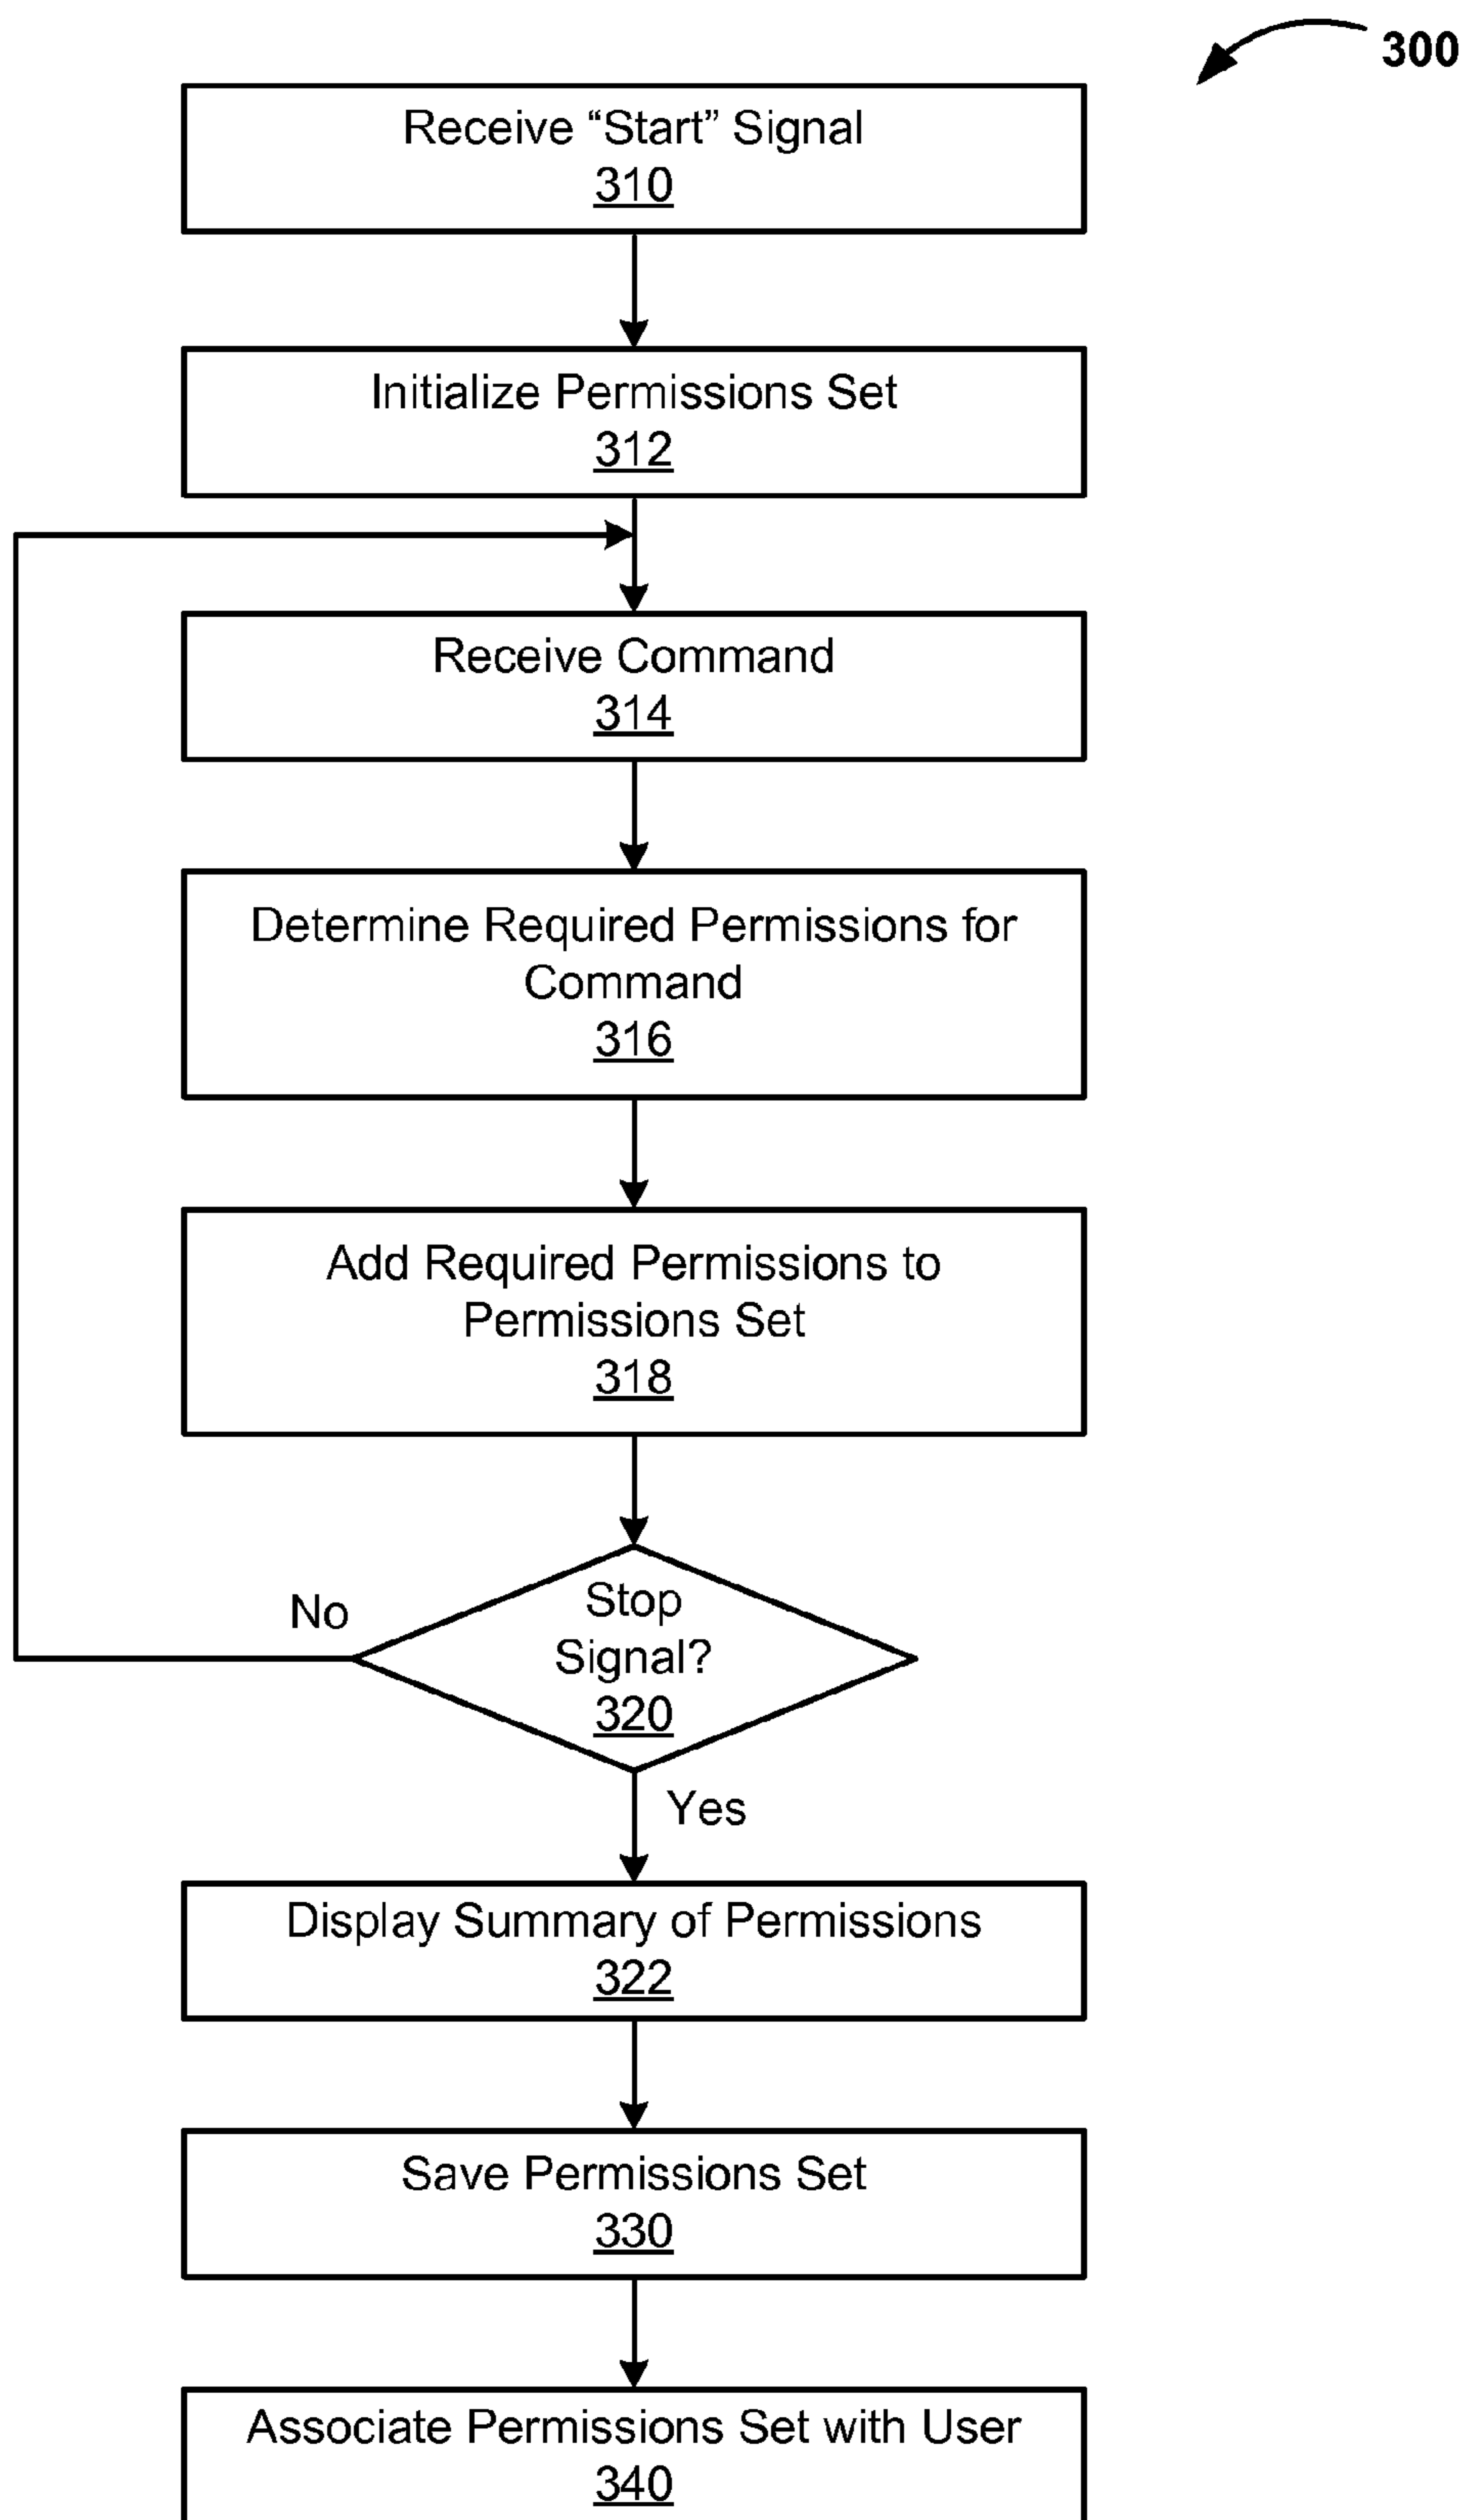 300
Receive “Start” Signal
310
Initialize Permissions Set
312
Receive Command
314
Determine Required Permissions for
Command
316
Add Required Permissions to
Permissions Set
318
No
Stop
Signal?
320
Yes
Display Summary of Permissions
322
Save Permissions Set
330
Associate Permissions Set with User
340